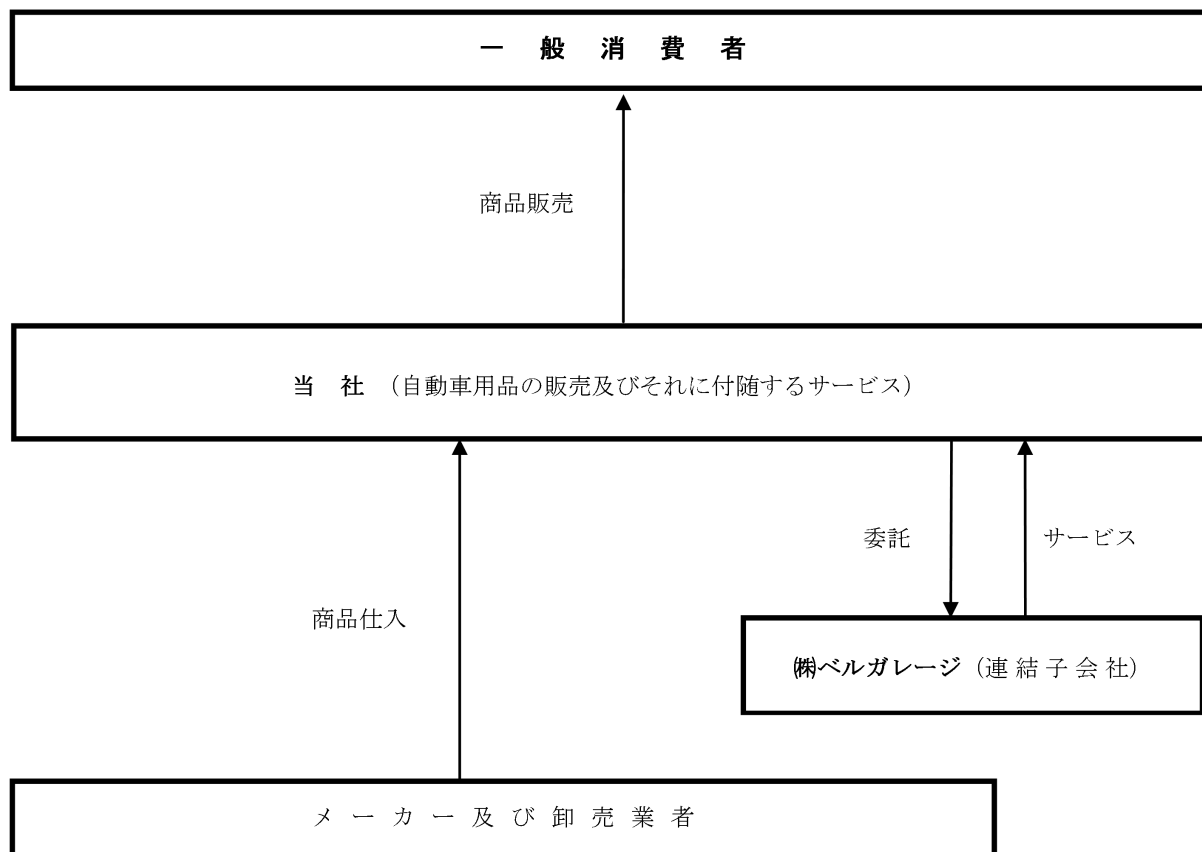 一般消費者
商品販売
当社 （自動車用品の販売及びそれに付随するサービス）
委託
サービス
商品仕入
㈱ベルガレージ（連結子会社）
メーカー及び卸売業者